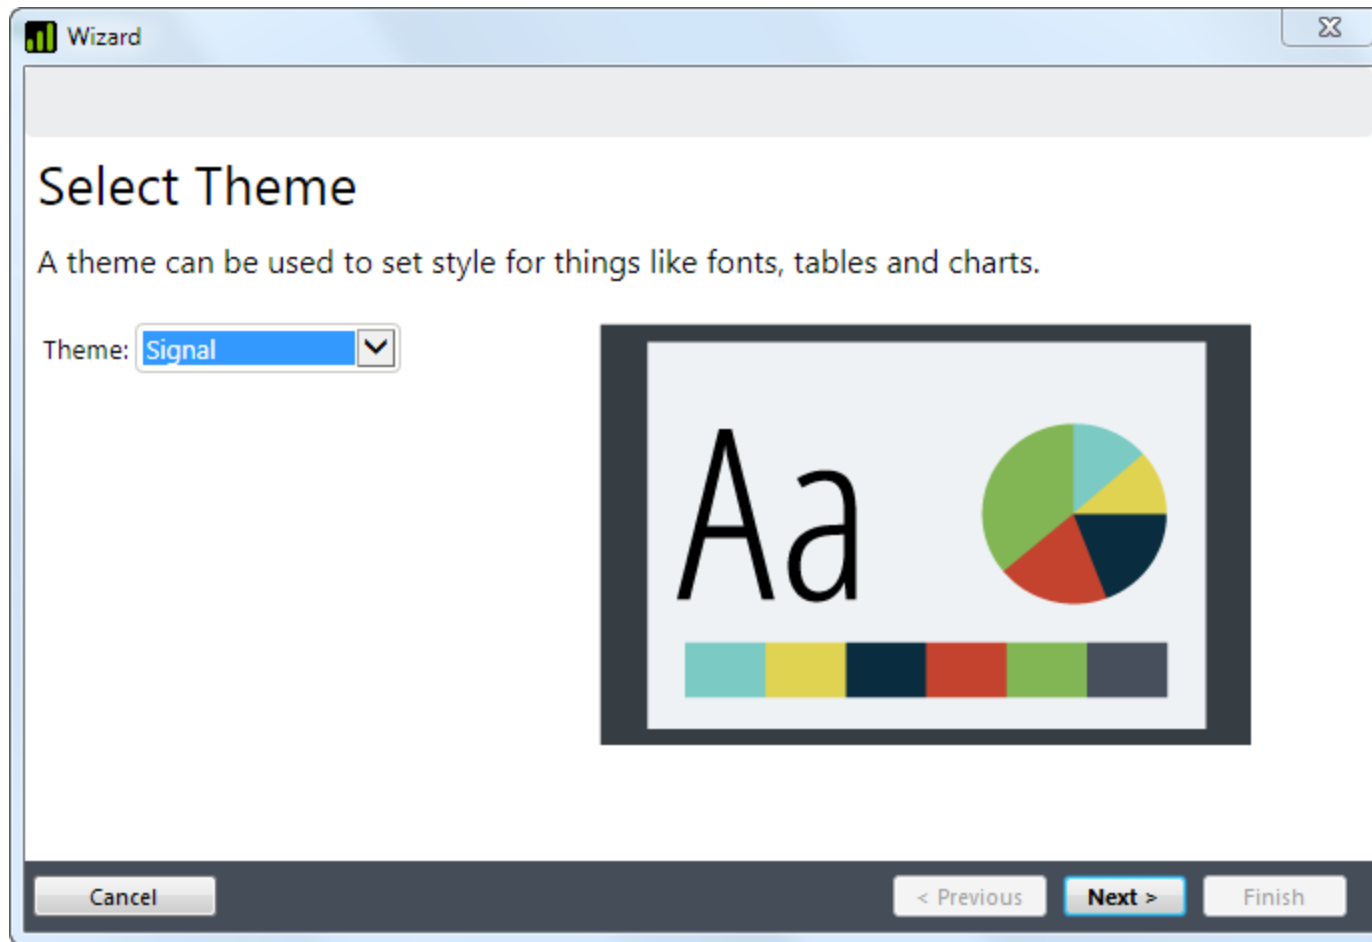 Wizard
Select Theme
A theme can be used to set style for things like fonts, tables and charts.
Theme: Signal
Aa
Cancel
< Previous
Next >
Finish